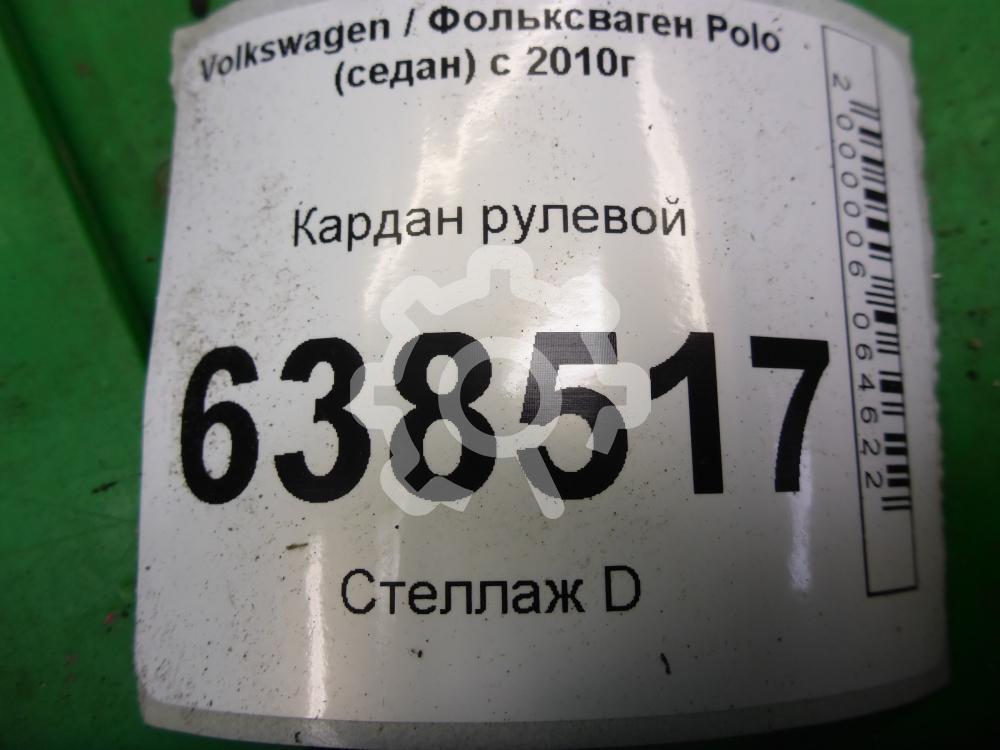 Volkswagen / Фольксваген Polo
(седан) с 2010г
Кардан рулевой
638517
Стеллаж D
2000006064622